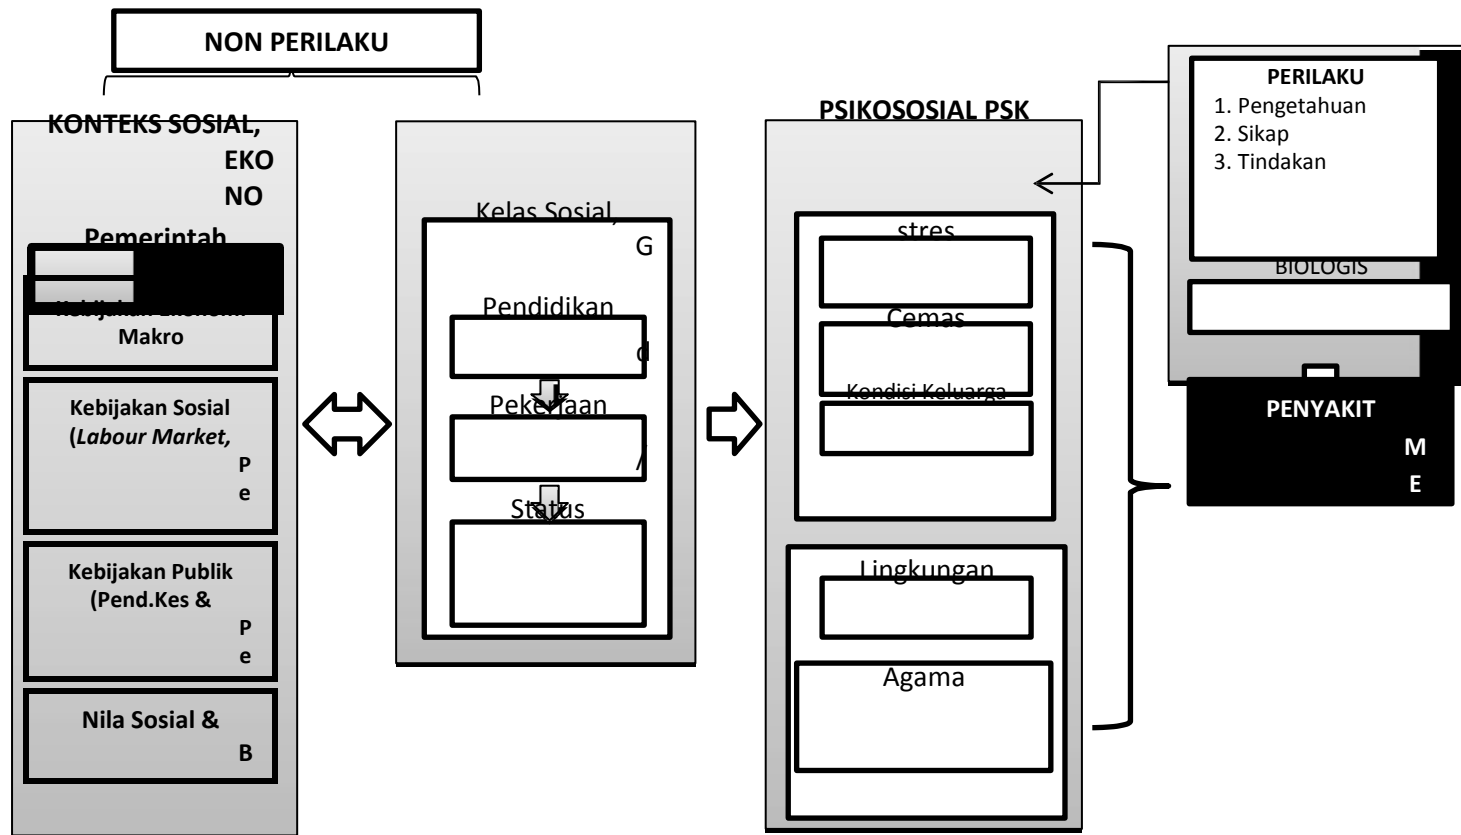 NON PERILAKU
KONTEKS SOSIAL,
EKO
NO
Pemerintah
Kebijakan Ekonomi
Makro
Kebijakan Sosial
(Labour Market,
P
e
Kebijakan Publik
(Pend.Kes &
P
e
Nila Sosial &
B
Kelas Sosial,
G
Pendidikan
d
Pekerjaan
/
Status
PSIKOSOSIAL PSK
stres
Cemas
Kondisi Keluarga
Lingkungan
Agama
PERILAKU
1. Pengetahuan
2. Sikap
3. Tindakan
BIOLOGIS
PENYAKIT
M
E